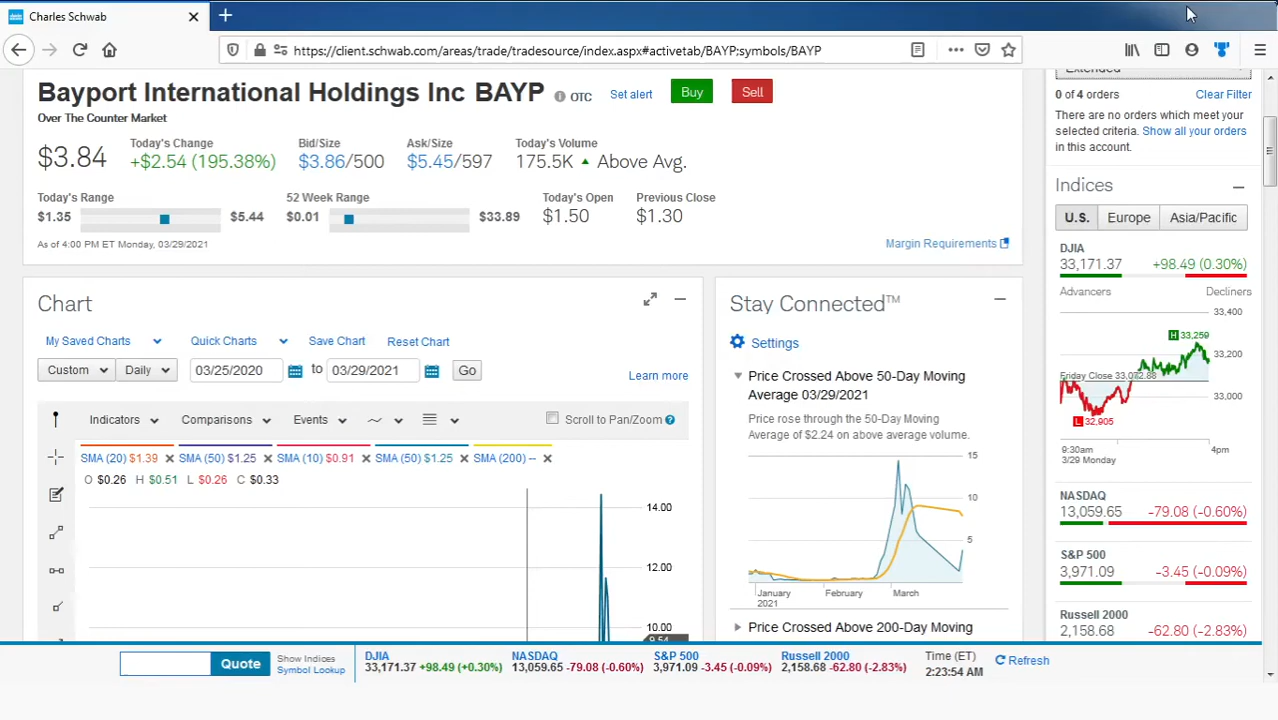 Charles Schwab
https://client.schwab.com/areas/trade/tradesource/index.aspx#activetab/BAYP;symbols/BAYP
Bayport International Holdings Inc BAYP OTC Set alert Buy Sell
Over The Counter Market
$3.84
Today's Change
+$2.54 (195.38%)
Bid/Size
$3.86/500
Ask/Size
$5.45/597
Today's Volume
175.5K Above Avg.
Today's Range
$1.35 $5.44
52 Week Range
$0.01 $33.89
Today's Open
$1.50
Previous Close
$1.30
As of 4:00 PM ET Monday, 03/29/2021
Margin Requirements
Chart
My Saved Charts Quick Charts Save Chart Reset Chart
Custom Daily 03/25/2020 to 03/29/2021 Go
Learn more
Indicators Comparisons Events Scroll to Pan/Zoom
SMA (20) $1.39 SMA (50) $1.25 SMA (10) $0.91 SMA (50) $1.25 SMA (200) --
O $0.26 H $0.51 L $0.26 C $0.33
14.00
12.00
10.00
9.54
Stay Connected™
Settings
Price Crossed Above 50-Day Moving
Average 03/29/2021
Price rose through the 50-Day Moving
Average of $2.24 on above average volume.
15
10
5
January
2021
February
March
Price Crossed Above 200-Day Moving
Extended
0 of 4 orders Clear Filter
There are no orders which meet your
selected criteria. Show all your orders
in this account.
Indices
U.S. Europe Asia/Pacific
DJIA
33,171.37 +98.49 (0.30%)
Advancers Decliners
33,400
H 33,259
33,200
Friday Close 33,072.88
33,000
L 32,905
9:30am 4pm
3/29 Monday
NASDAQ
13,059.65 -79.08 (-0.60%)
S&P 500
3,971.09 -3.45 (-0.09%)
Russell 2000
2,158.68 -62.80 (-2.83%)
Quote
Show Indices
Symbol Lookup
DJIA
33,171.37 +98.49 (+0.30%)
NASDAQ
13,059.65 -79.08 (-0.60%)
S&P 500
3,971.09 -3.45 (-0.09%)
Russell 2000
2,158.68 -62.80 (-2.83%)
Time (ET)
2:23:54 AM
Refresh